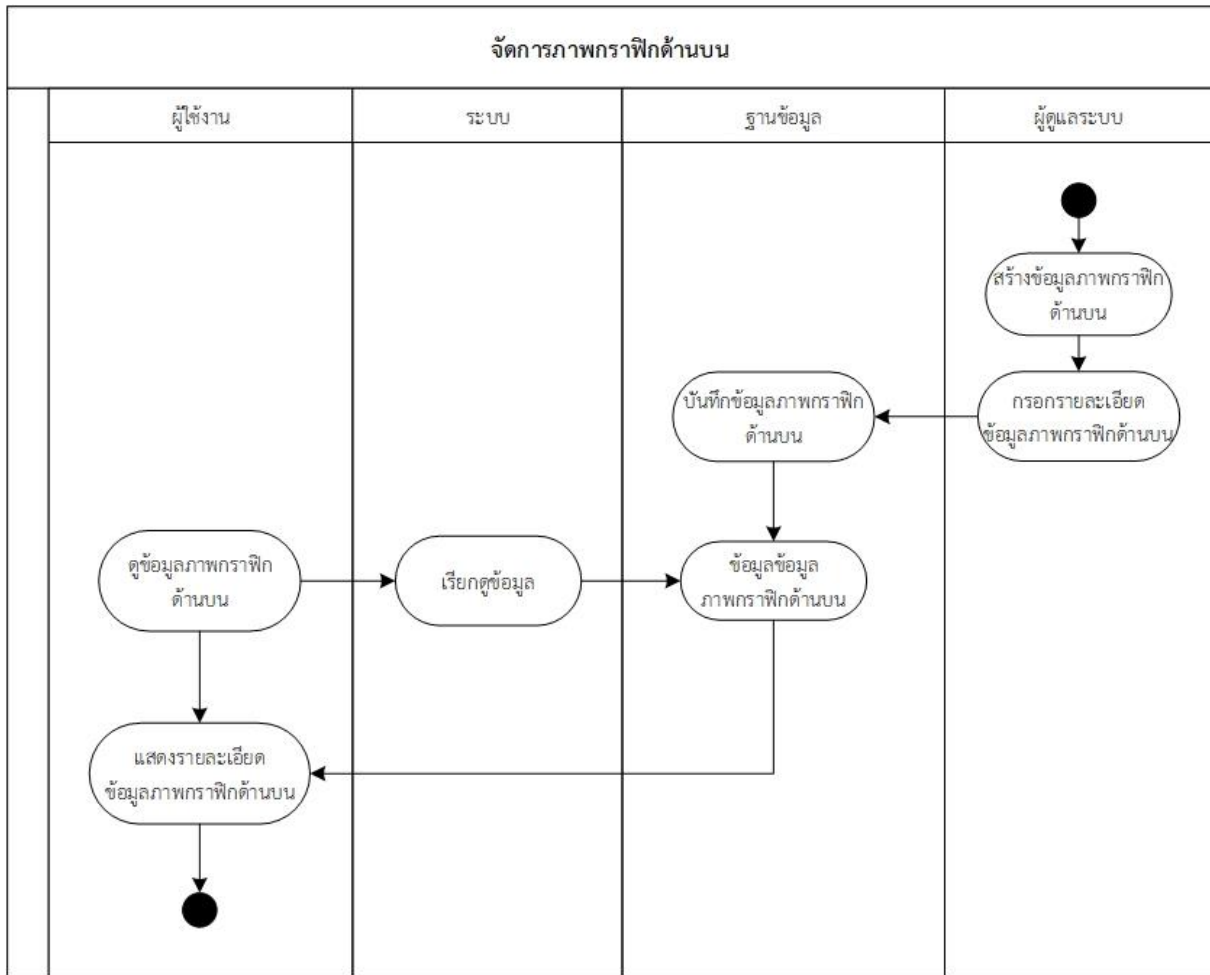 จัดการภาพกราฟิกด้านบน
ผู้ใช้งาน
ระบบ
ฐานข้อมูล
ผู้ดูแลระบบ
สร้างข้อมูลภาพกราฟิก
ด้านบน
กรอกรายละเอียด
ข้อมูลภาพกราฟิกด้านบน
บันทึกข้อมูลภาพกราฟิก
ด้านบน
ดูข้อมูลภาพกราฟิก
ด้านบน
เรียกดูข้อมูล
ข้อมูลข้อมูล
ภาพกราฟิกด้านบน
แสดงรายละเอียด
ข้อมูลภาพกราฟิกด้านบน